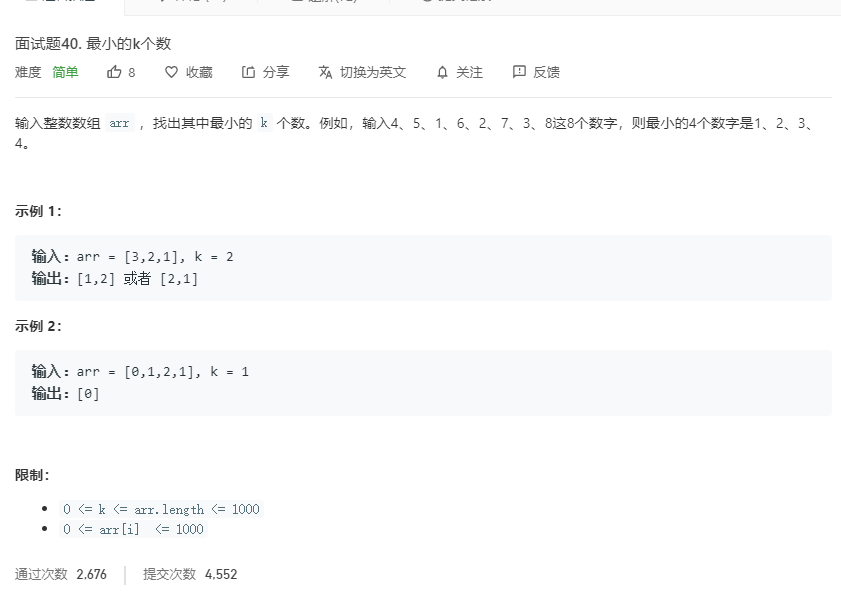 面试题40. 最小的k个数
难度 简单 8 收藏 分享 切换为英文 关注 反馈
输入整数数组 arr ，找出其中最小的 k 个数。例如，输入4、5、1、6、2、7、3、8这8个数字，则最小的4个数字是1、2、3、
4。
示例 1：
输入：arr = [3,2,1], k = 2
输出：[1,2] 或者 [2,1]
示例 2：
输入：arr = [0,1,2,1], k = 1
输出：[0]
限制：
0 <= k <= arr.length <= 1000
0 <= arr[i] <= 1000
通过次数 2,676 提交次数 4,552